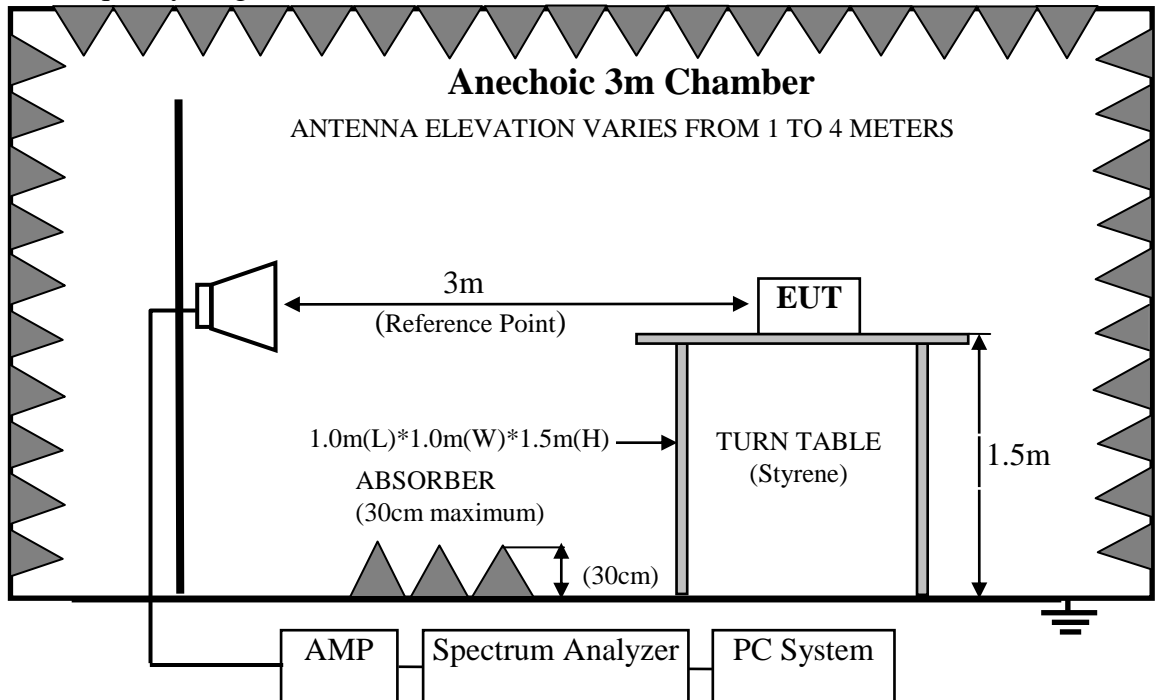 Anechoic 3m Chamber
ANTENNA ELEVATION VARIES FROM 1 TO 4 METERS
3m
(Reference Point)
EUT
1.0m(L)*1.0m(W)*1.5m(H)
TURN TABLE
(Styrene)
1.5m
ABSORBER
(30cm maximum)
(30cm)
AMP
Spectrum Analyzer
PC System